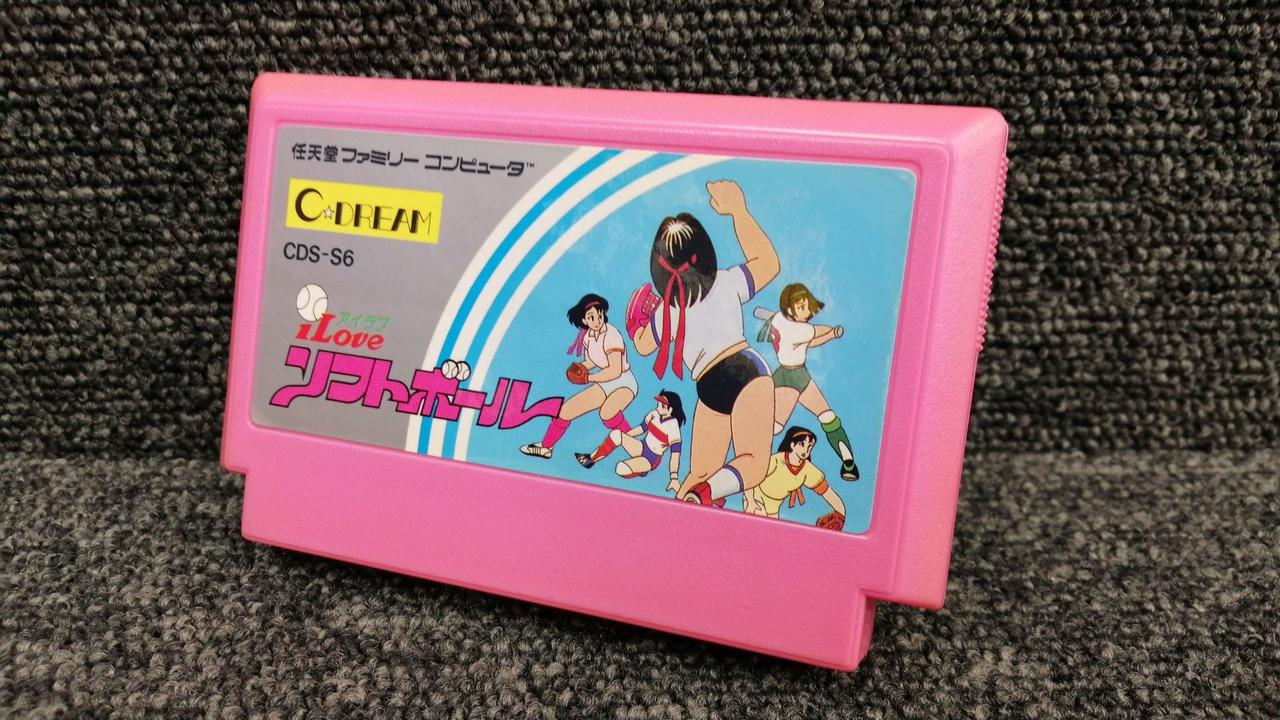 任天堂ファミリー コンピュータ™
C☆DREAM
CDS-S6
アイラブ
iLove
ソフトボール